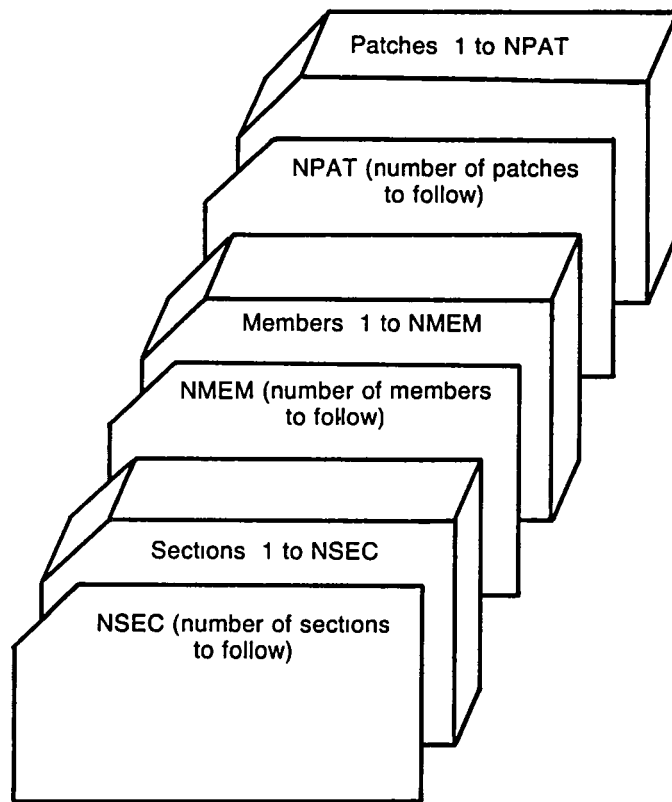 Patches 1 to NPAT
NPAT (number of patches
to follow)
Members 1 to NMEM
NMEM (number of members
to follow)
Sections 1 to NSEC
NSEC (number of sections
to follow)